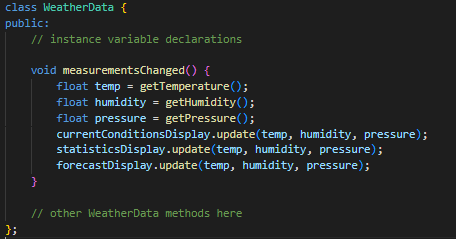 class WeatherData {
public:
    // instance variable declarations

    void measurementsChanged() {
        float temp = getTemperature();
        float humidity = getHumidity();
        float pressure = getPressure();
        currentConditionsDisplay.update(temp, humidity, pressure);
        statisticsDisplay.update(temp, humidity, pressure);
        forecastDisplay.update(temp, humidity, pressure);
    }

    // other WeatherData methods here
};